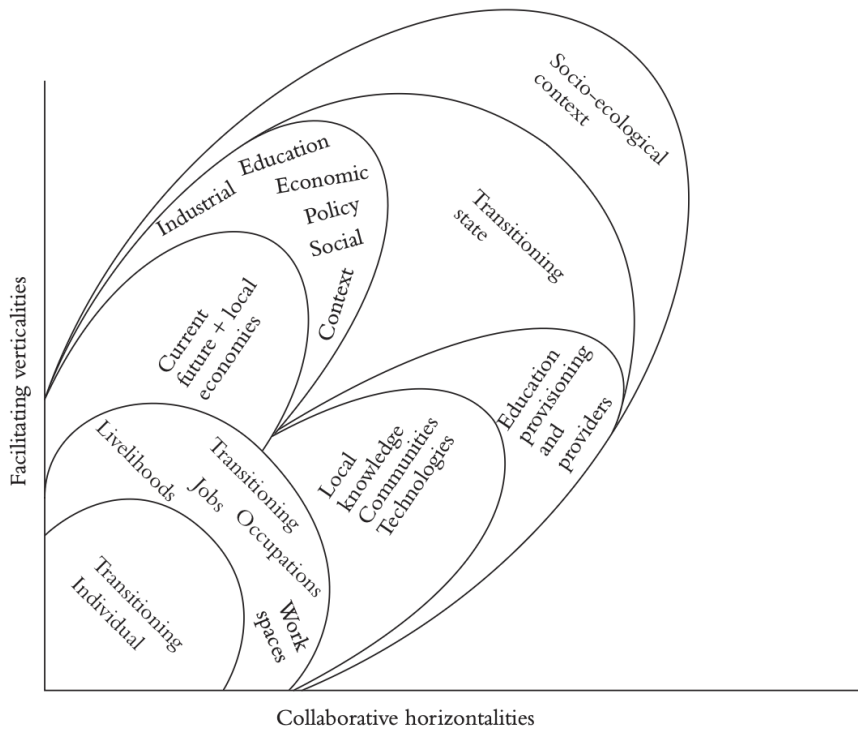 Socio-ecological
context
Education
Industrial
Economic
Policy
Social
Context
Transitioning
state
Current
future + local
economies
Facilitating verticalities
Education
provisioning
and
providers
Local
knowledge
Communities
Technologies
Livelihoods
Transitioning
Jobs
Occupations
Work
spaces
Transitioning
Individual
Collaborative horizontalities